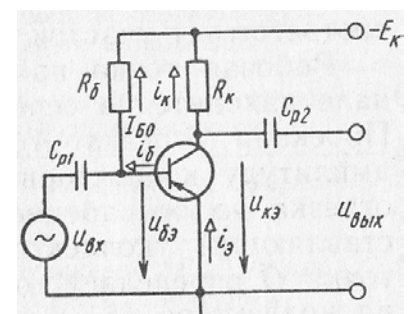 -Eк
Rб iк Rк
Iб0
Cр1 iб Cр2
uвх uбэ iэ uкэ uвых